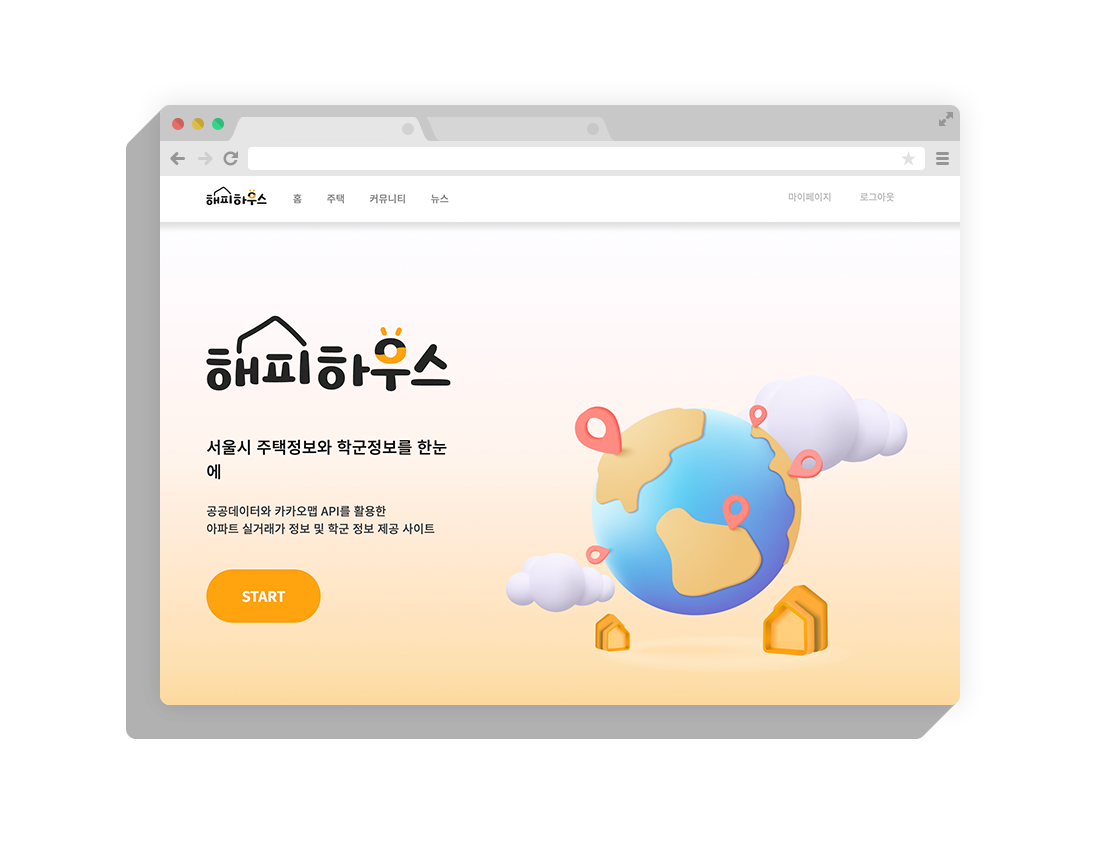 해피하우스 홈 주택 커뮤니티 뉴스 마이페이지 로그아웃
해피하우스
서울시 주택정보와 학군정보를 한눈
에
공공데이터와 카카오맵 API를 활용한
아파트 실거래가 정보 및 학군 정보 제공 사이트
START